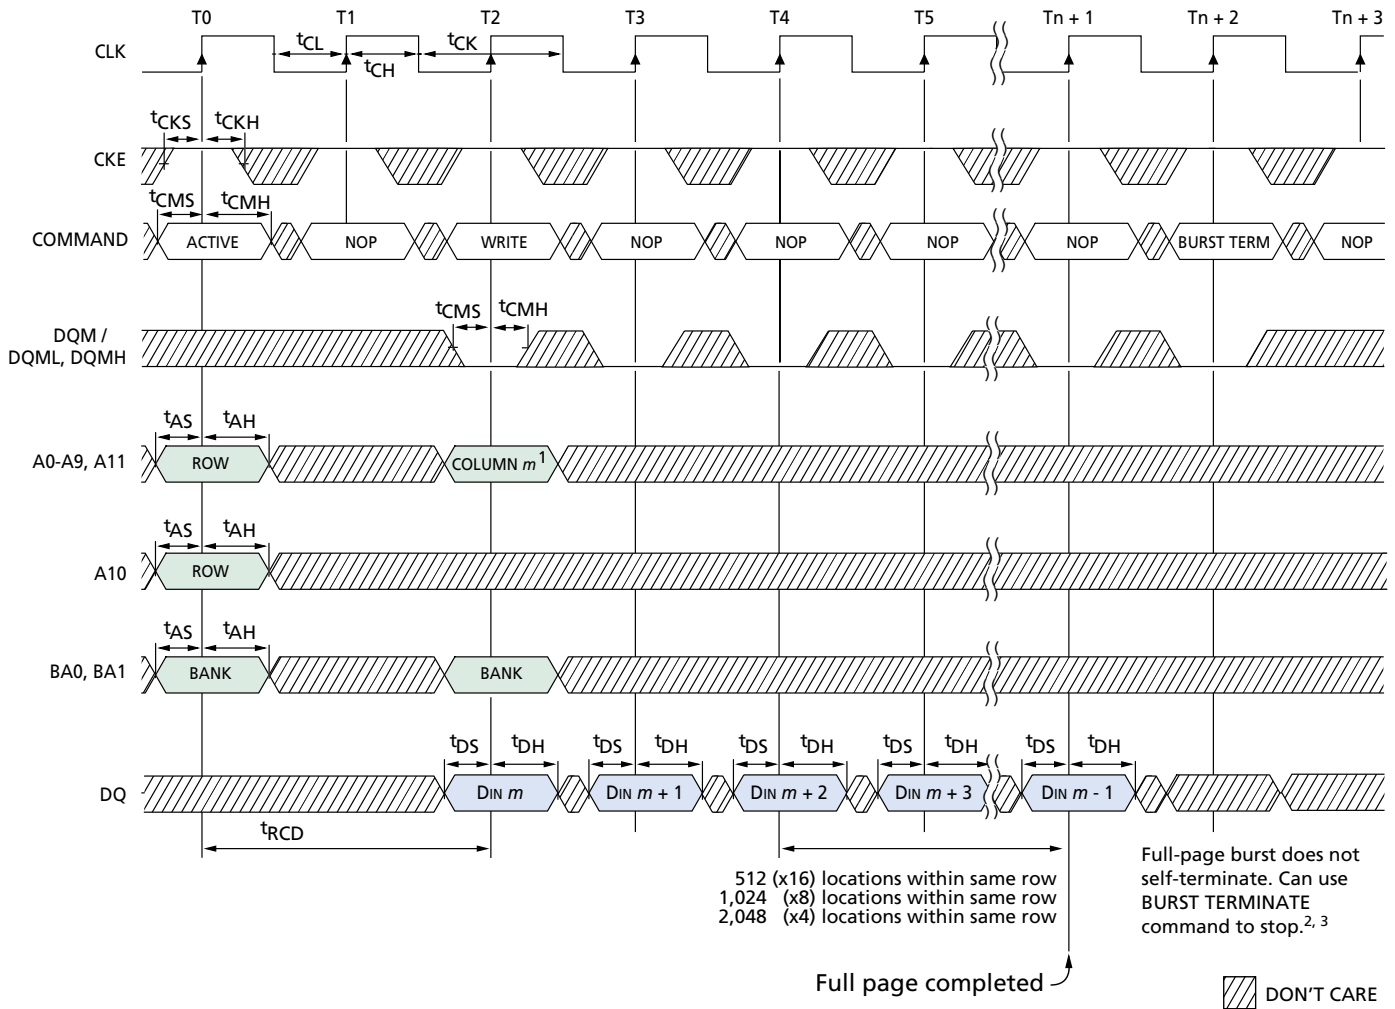 T0 T1 T2 T3 T4 T5 Tn + 1 Tn + 2 Tn + 3
CLK tCL tCH tCK
tCKS tCKH
CKE
tCMS tCMH
COMMAND ACTIVE NOP WRITE NOP NOP NOP NOP BURST TERM NOP
tCMS tCMH
DQM /
DQML, DQMH
tAS tAH
A0-A9, A11 ROW COLUMN m1
tAS tAH
A10 ROW
tAS tAH
BA0, BA1 BANK BANK
tDS tDH tDS tDH tDS tDH tDS tDH tDS tDH
DQ DIN m DIN m + 1 DIN m + 2 DIN m + 3 DIN m - 1
tRCD
512 (x16) locations within same row
1,024 (x8) locations within same row
2,048 (x4) locations within same row
Full-page burst does not
self-terminate. Can use
BURST TERMINATE
command to stop.2, 3
Full page completed
DON'T CARE